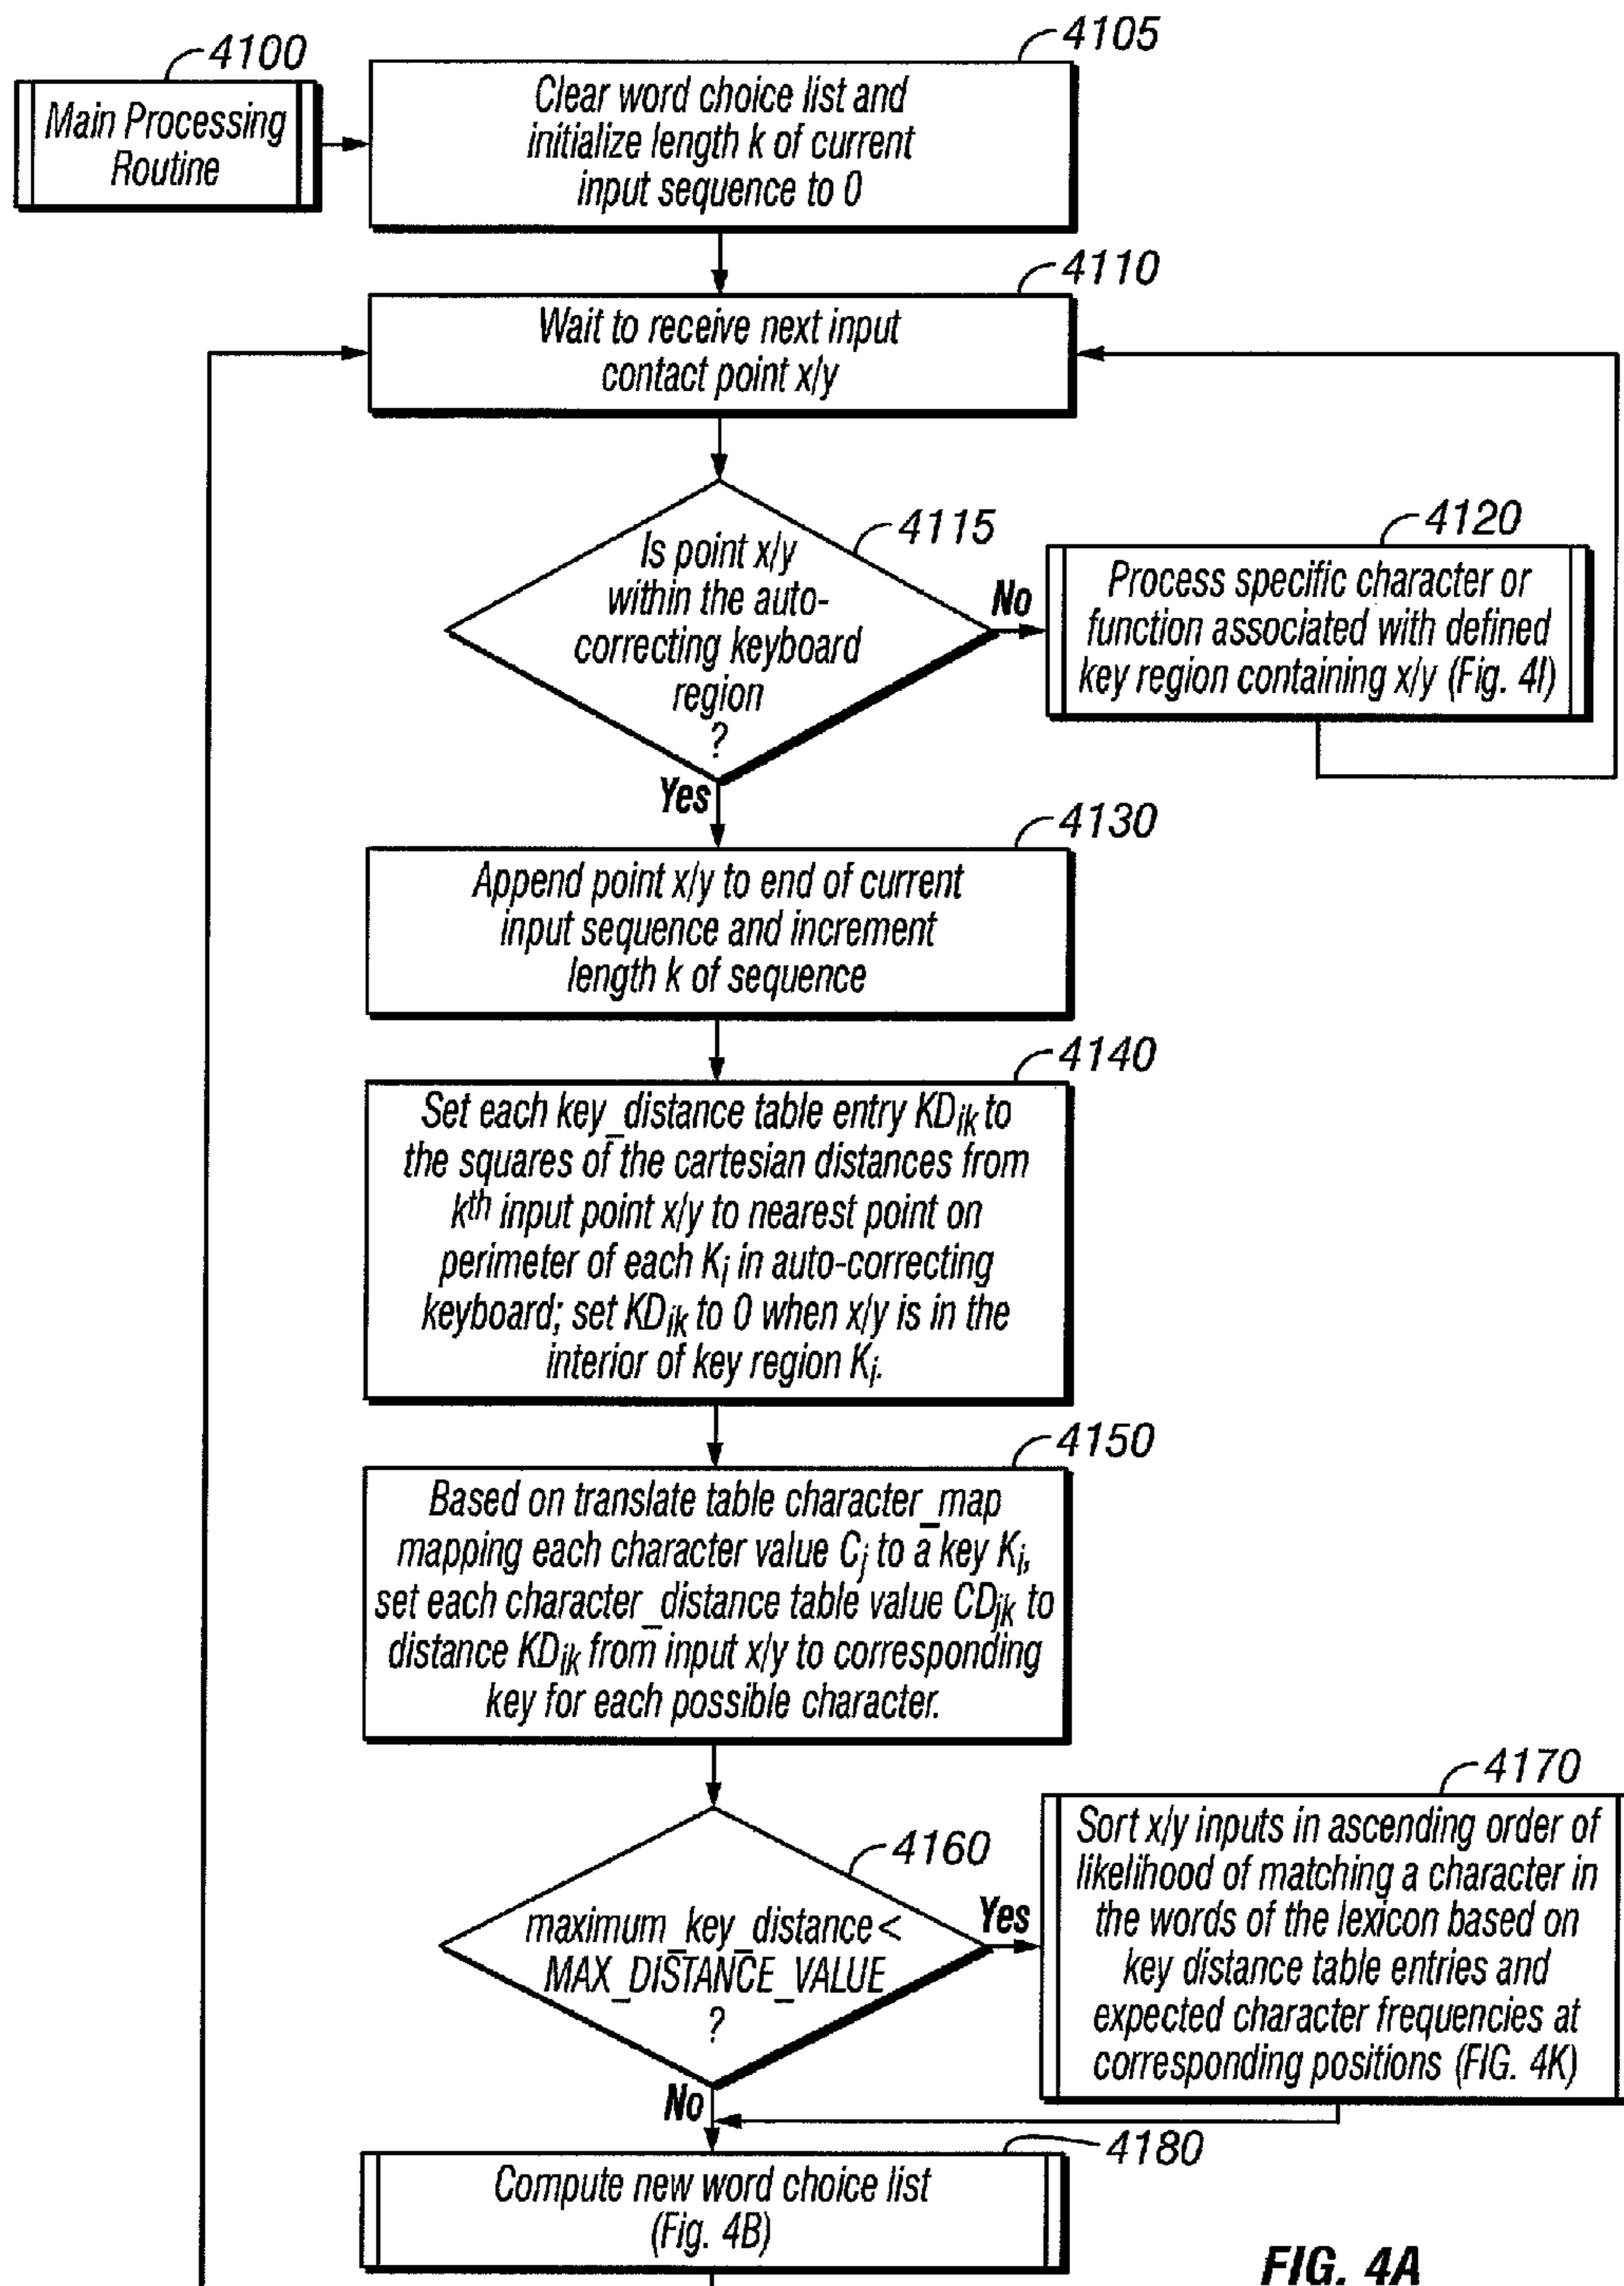 4100
Main Processing
Routine
4105
Clear word choice list and
initialize length k of current
input sequence to 0
4110
Wait to receive next input
contact point x/y
4115
Is point x/y
within the auto-
correcting keyboard
region
?
No
Yes
4120
Process specific character or
function associated with defined
key region containing x/y (Fig. 4I)
4130
Append point x/y to end of current
input sequence and increment
length k of sequence
4140
Set each key_distance table entry KDik to
the squares of the cartesian distances from
kth input point x/y to nearest point on
perimeter of each Ki in auto-correcting
keyboard; set KDik to 0 when x/y is in the
interior of key region Ki.
4150
Based on translate table character_map
mapping each character value Cj to a key Ki,
set each character_distance table value CDjk to
distance KDik from input x/y to corresponding
key for each possible character.
4160
maximum_key_distance <
MAX_DISTANCE_VALUE
?
Yes
No
4170
Sort x/y inputs in ascending order of
likelihood of matching a character in
the words of the lexicon based on
key distance table entries and
expected character frequencies at
corresponding positions (FIG. 4K)
4180
Compute new word choice list
(Fig. 4B)
FIG. 4A